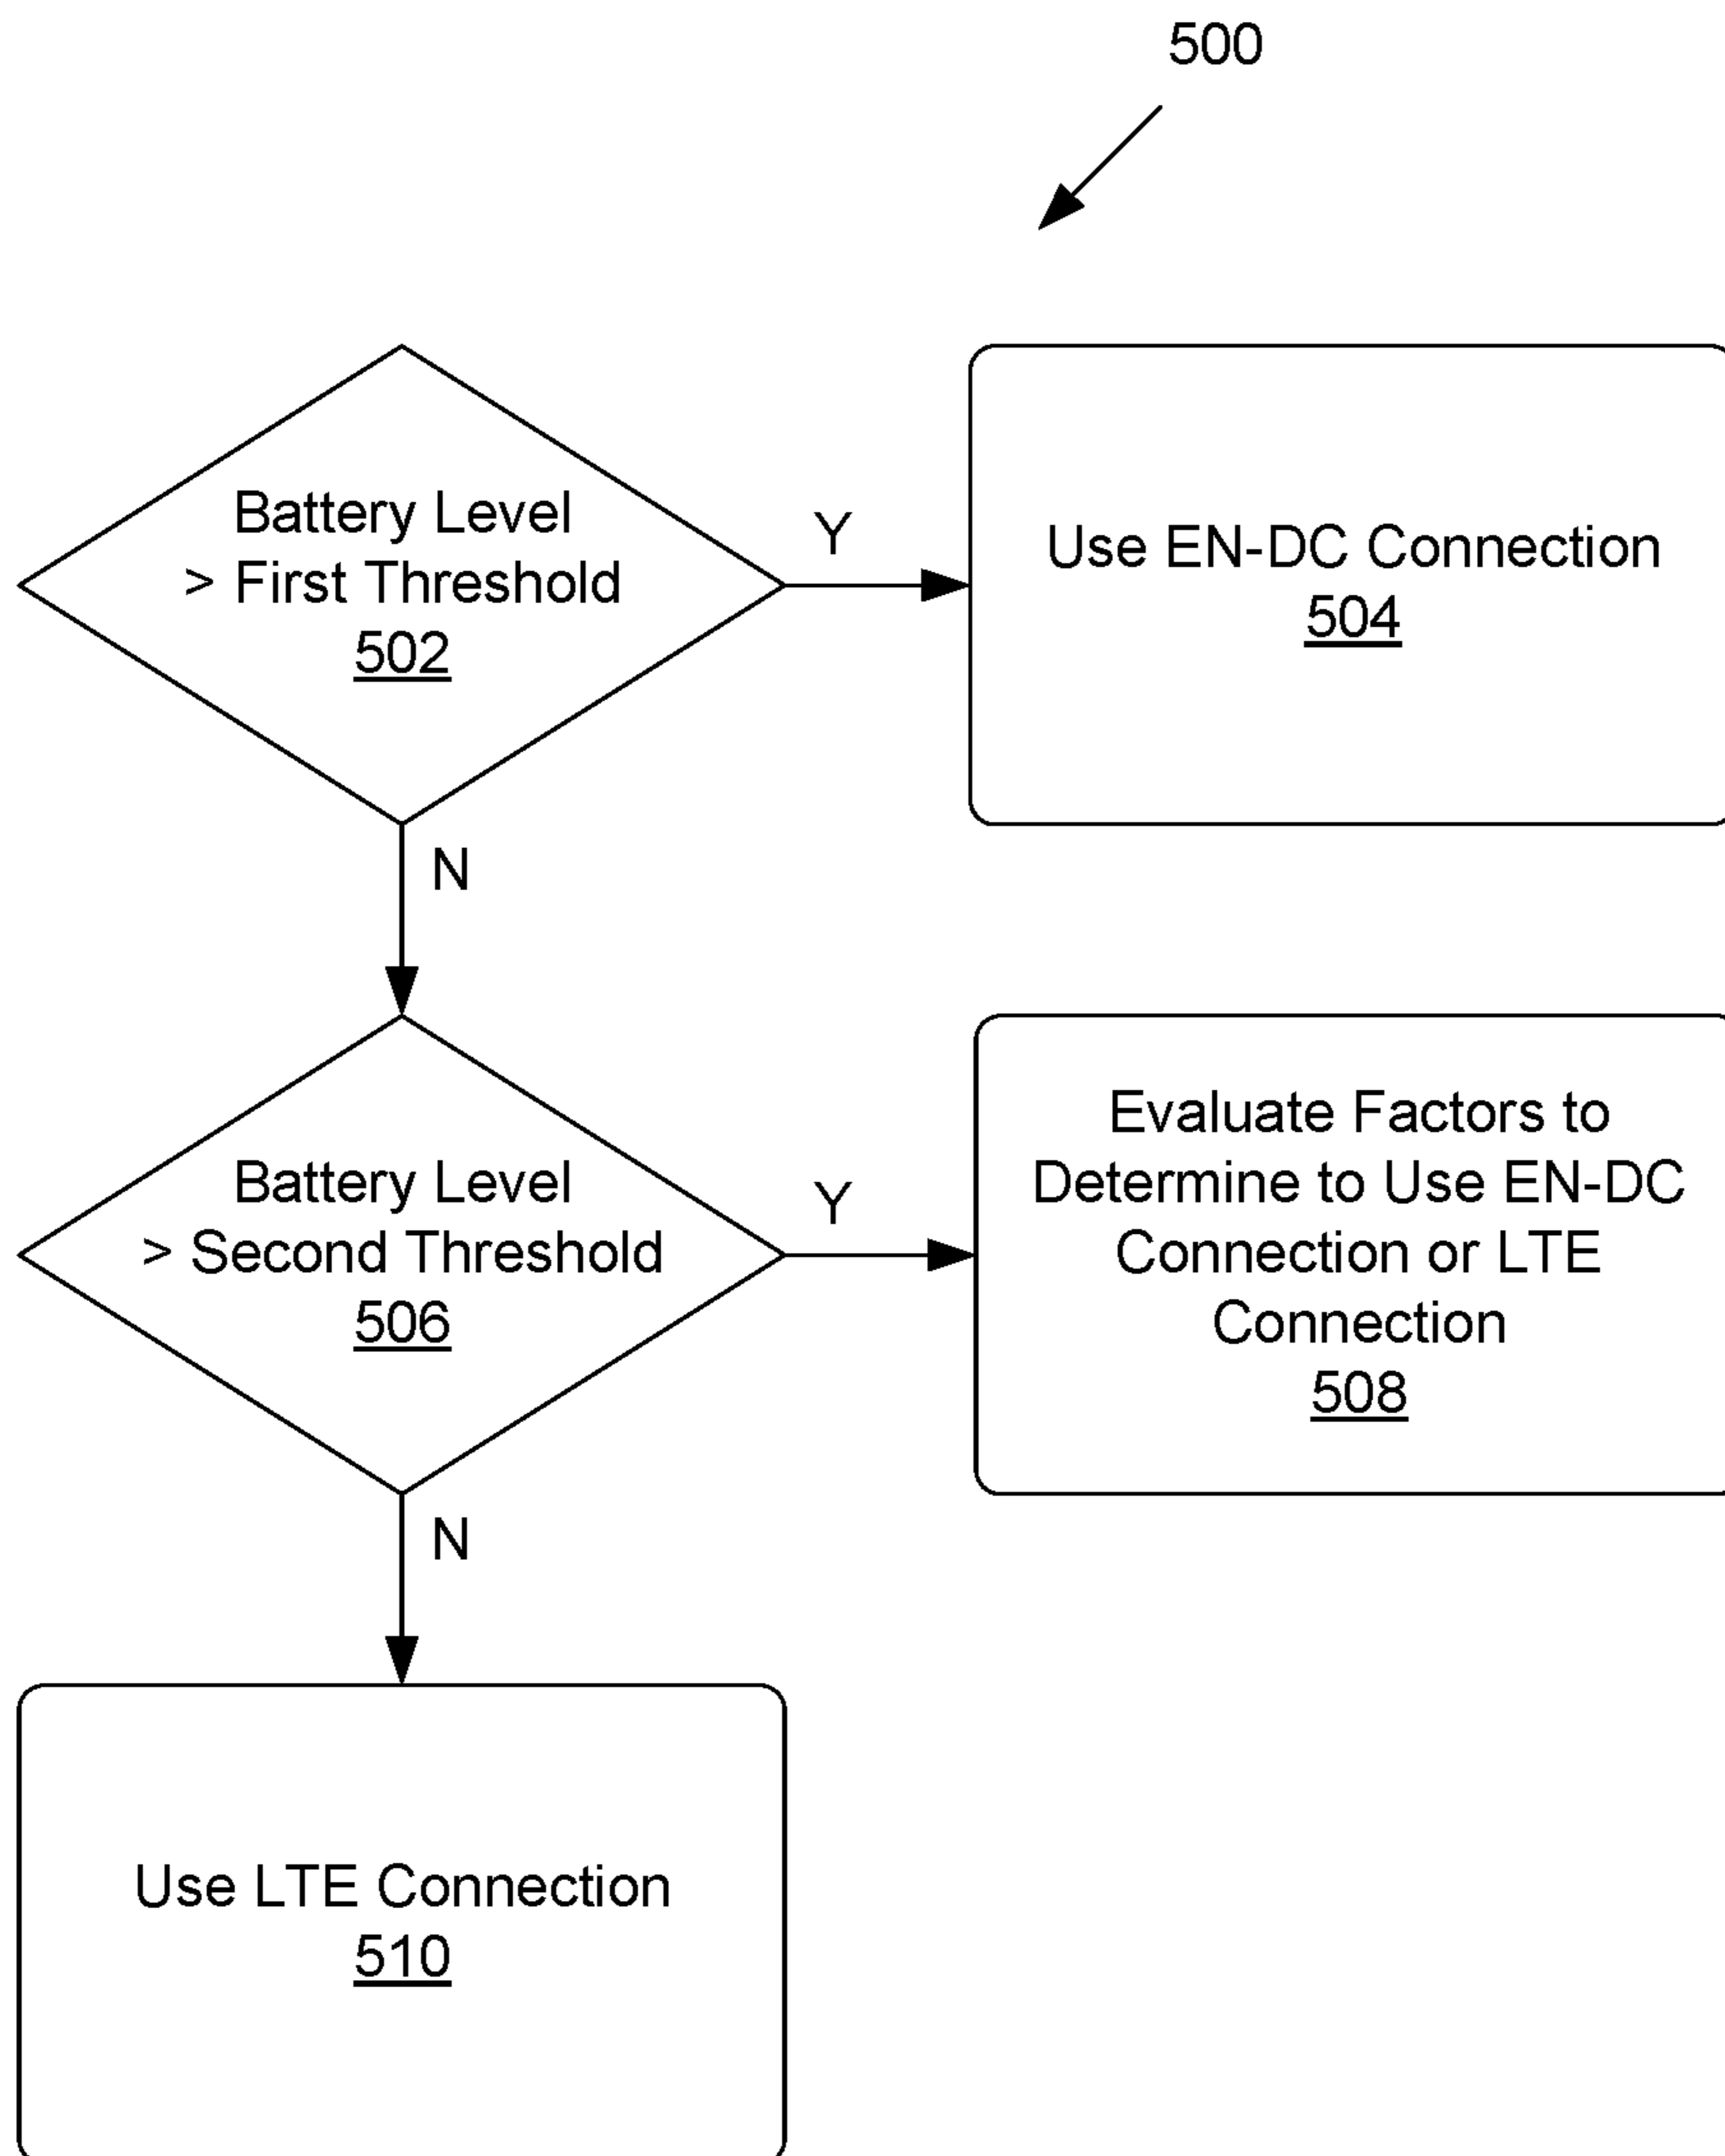 500
Battery Level
> First Threshold
502
Y
Use EN-DC Connection
504
N
Battery Level
> Second Threshold
506
Y
Evaluate Factors to
Determine to Use EN-DC
Connection or LTE
Connection
508
N
Use LTE Connection
510